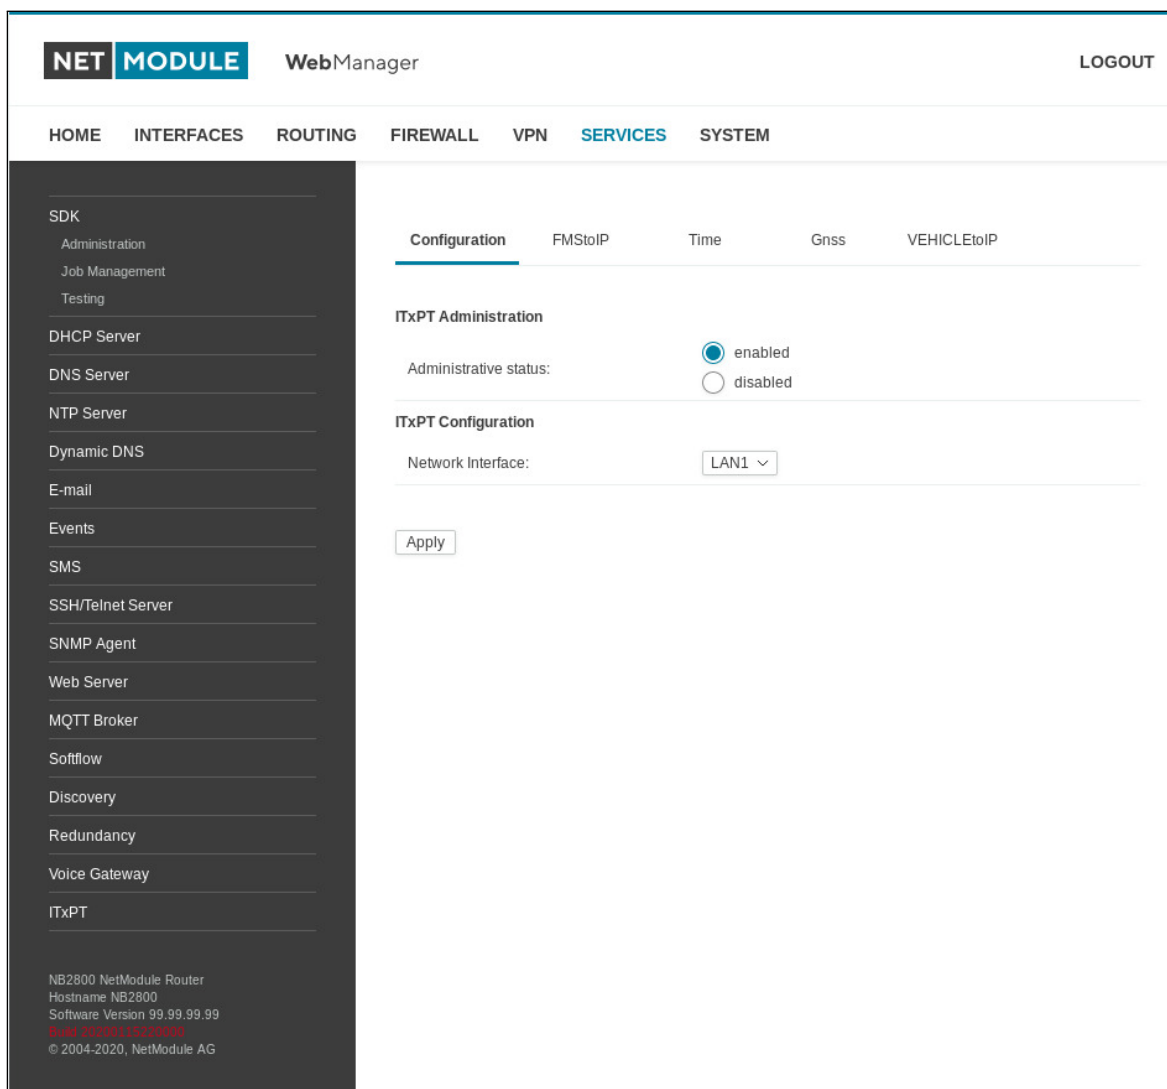 NET MODULE WebManager LOGOUT
HOME INTERFACES ROUTING FIREWALL VPN SERVICES SYSTEM
SDK
Administration
Job Management
Testing
DHCP Server
DNS Server
NTP Server
Dynamic DNS
E-mail
Events
SMS
SSH/Telnet Server
SNMP Agent
Web Server
MQTT Broker
Softflow
Discovery
Redundancy
Voice Gateway
ITxPT
NB2800 NetModule Router
Hostname NB2800
Software Version 99.99.99.99
Build
© 2004-2020, NetModule AG
Configuration FMStoIP Time Gnss VEHICLEtoIP
ITxPT Administration
Administrative status:
enabled
disabled
ITxPT Configuration
Network Interface: LAN1
Apply